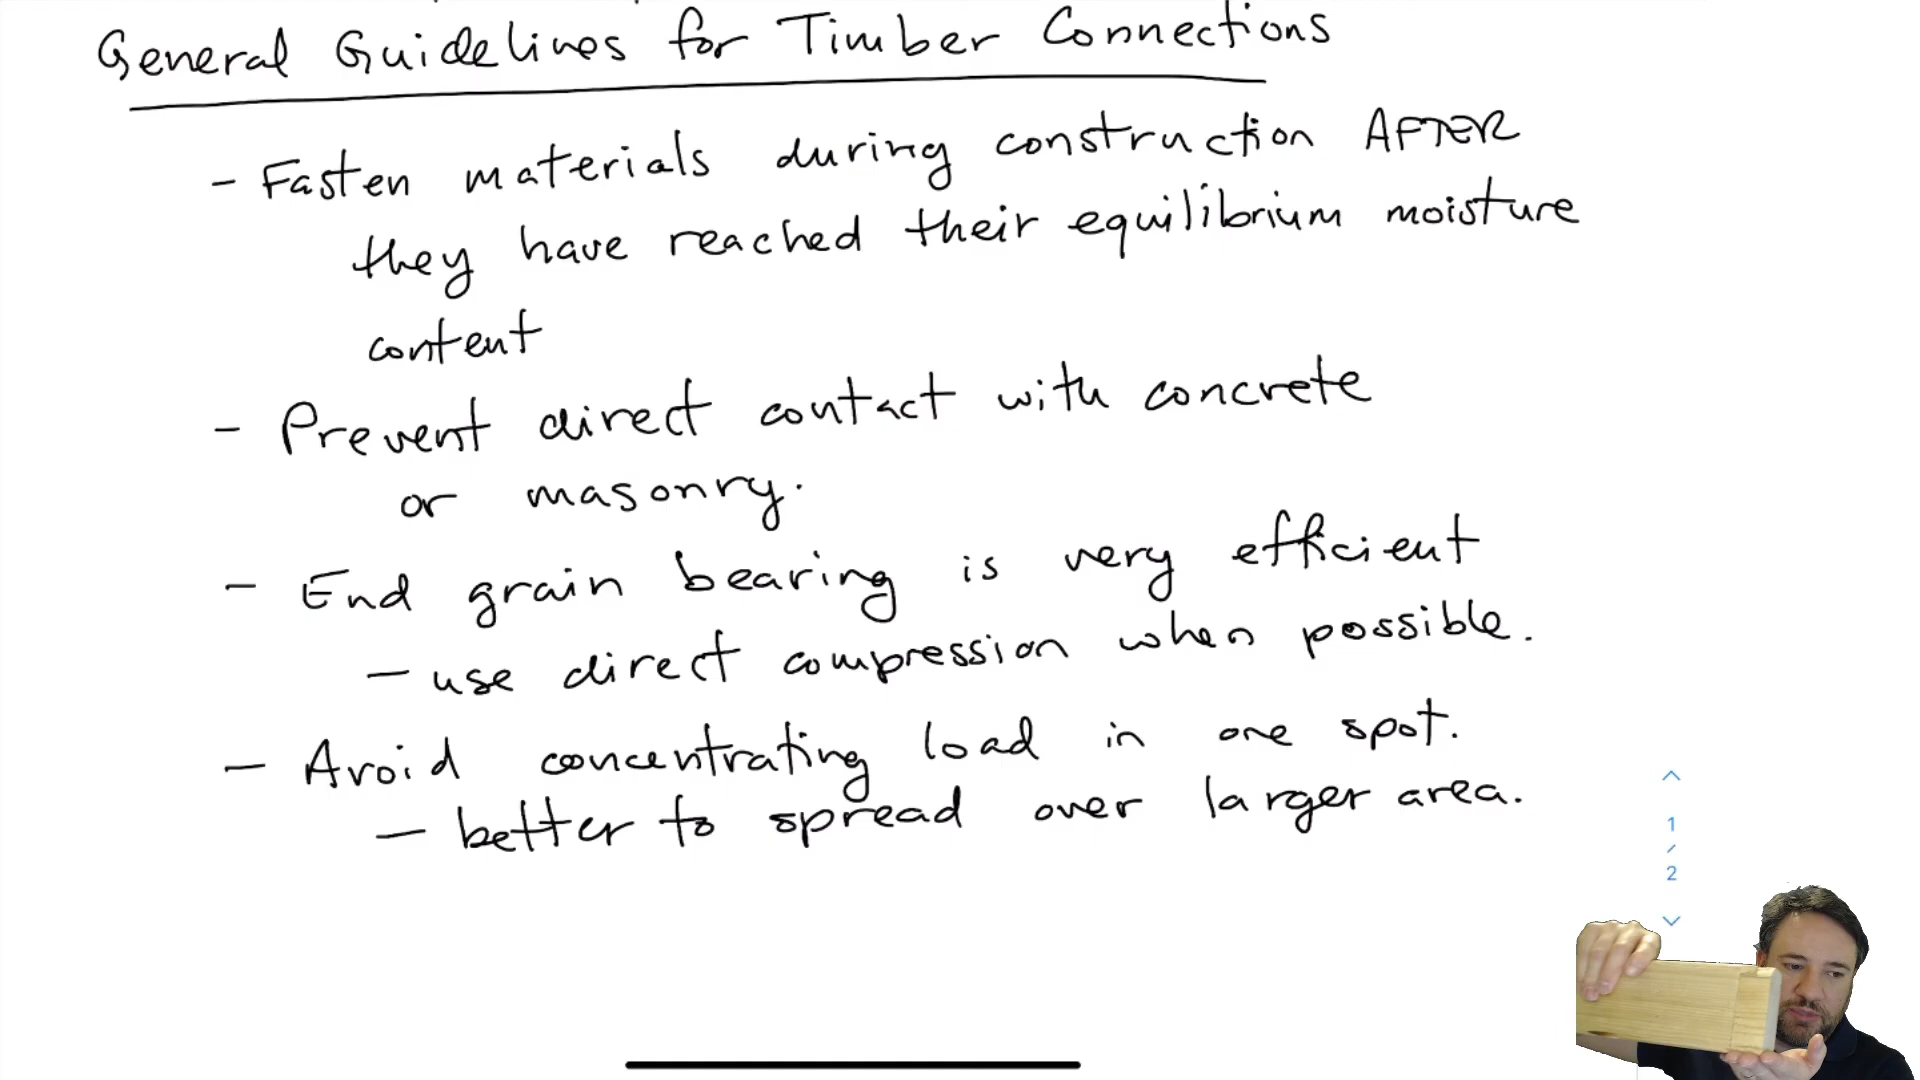 General Guidelines for Timber Connections
- Fasten materials during construction AFTER
they have reached their equilibrium moisture
content
- Prevent direct contact with concrete
or masonry.
- End grain bearing is very efficient
- use direct compression when possible.
- Avoid concentrating load in one spot.
- better to spread over larger area.
1
/
2